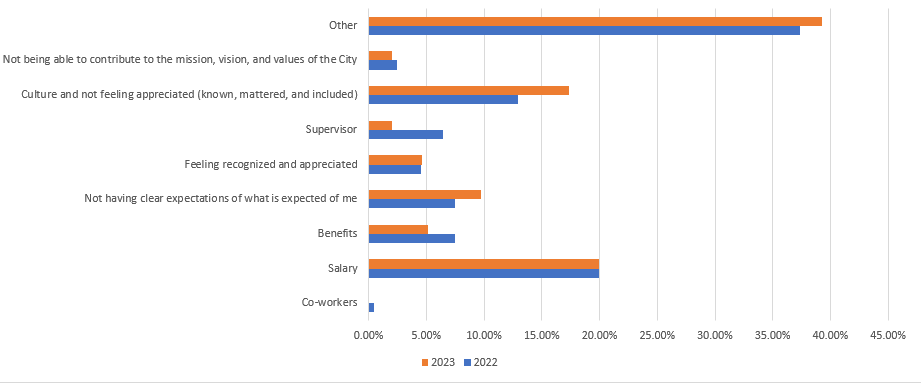 Other
Not being able to contribute to the mission, vision, and values of the City
Culture and not feeling appreciated (known, mattered, and included)
Supervisor
Feeling recognized and appreciated
Not having clear expectations of what is expected of me
Benefits
Salary
Co-workers
0.00% 5.00% 10.00% 15.00% 20.00% 25.00% 30.00% 35.00% 40.00% 45.00%
2023 2022